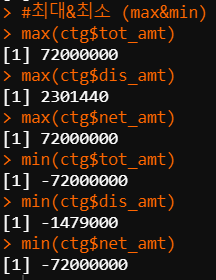 > #최대&최소 (max&min)
> max(ctg$tot_amt)
[1] 72000000
> max(ctg$dis_amt)
[1] 2301440
> max(ctg$net_amt)
[1] 72000000
> min(ctg$tot_amt)
[1] -72000000
> min(ctg$dis_amt)
[1] -1479000
> min(ctg$net_amt)
[1] -72000000